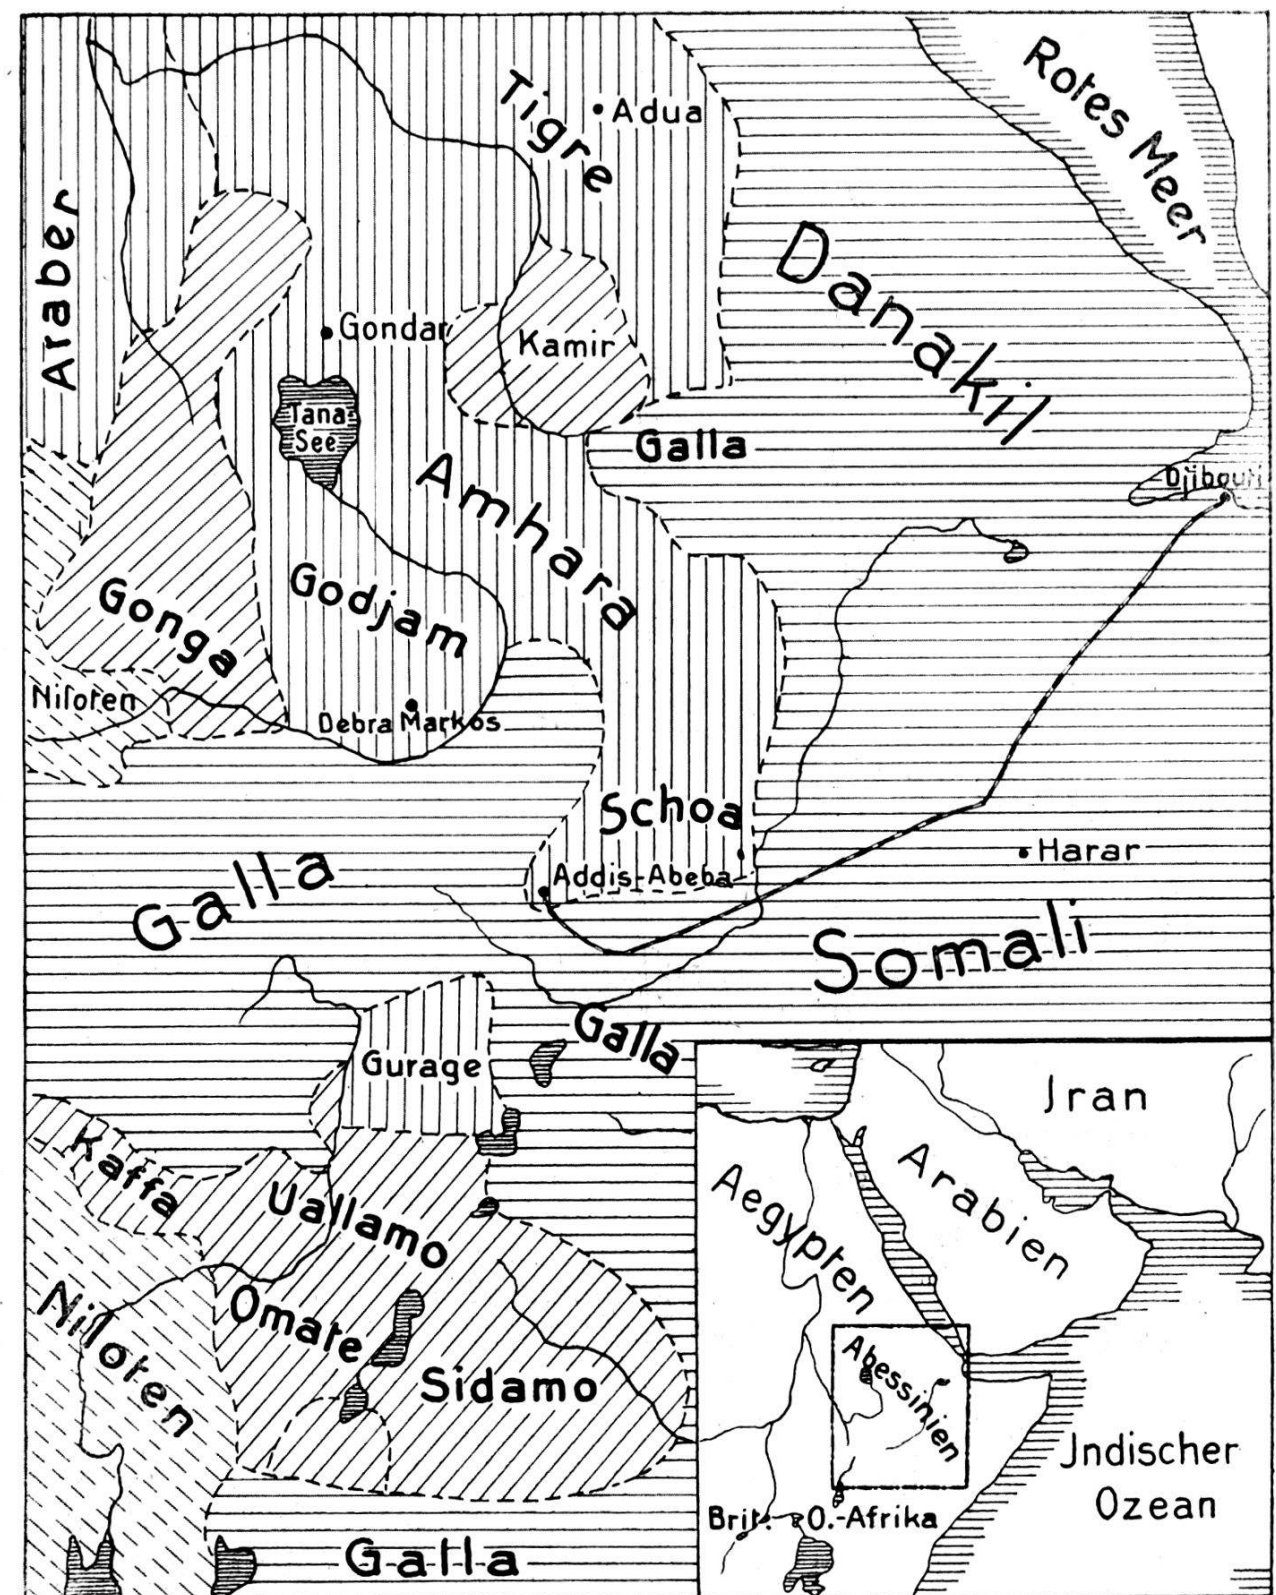 Rotes Meer
Tigre
Adua
Araber
Danakil
Gondar
Kamir
Tana-
See
Galla
Amhara
Djibouti
Godjam
Gonga
Niloten
Debra Markos
Schoa
Addis-Abeba
Harar
Galla
Somali
Galla
Gurage
Kaffa
Uallamo
Omate
Sidamo
Niloten
Galla
Jran
Arabien
Aegypten
Abessinien
Jndischer
Ozean
Brit. O.-Afrika